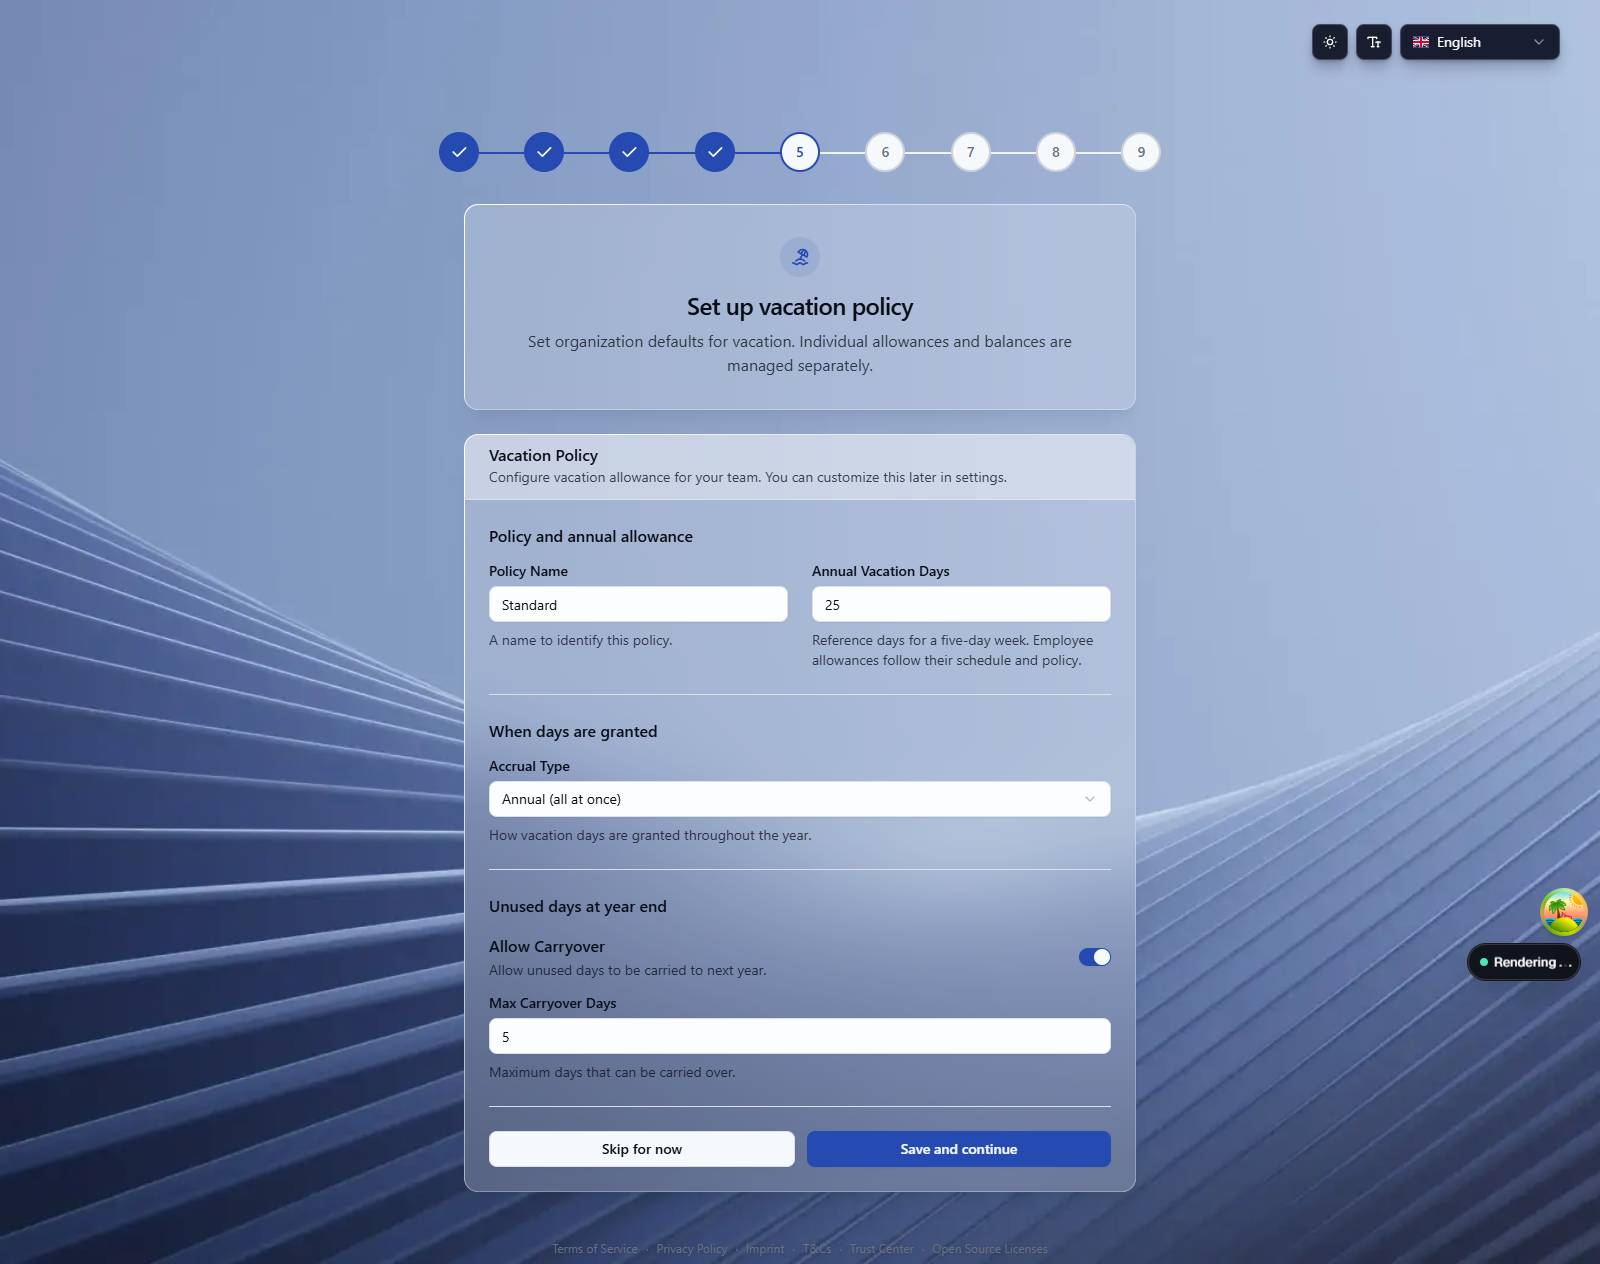 English
5
6
7
8
9
Set up vacation policy
Set organization defaults for vacation. Individual allowances and balances are
managed separately.
Vacation Policy
Configure vacation allowance for your team. You can customize this later in settings.
Policy and annual allowance
Policy Name
Annual Vacation Days
Standard
25
A name to identify this policy.
Reference days for a five-day week. Employee
allowances follow their schedule and policy.
When days are granted
Accrual Type
Annual (all at once)
How vacation days are granted throughout the year.
Unused days at year end
Allow Carryover
Allow unused days to be carried to next year.
Max Carryover Days
5
Maximum days that can be carried over.
Skip for now
Save and continue
Rendering ...
Terms of Service · Privacy Policy · Imprint · T&Cs · Trust Center · Open Source Licenses